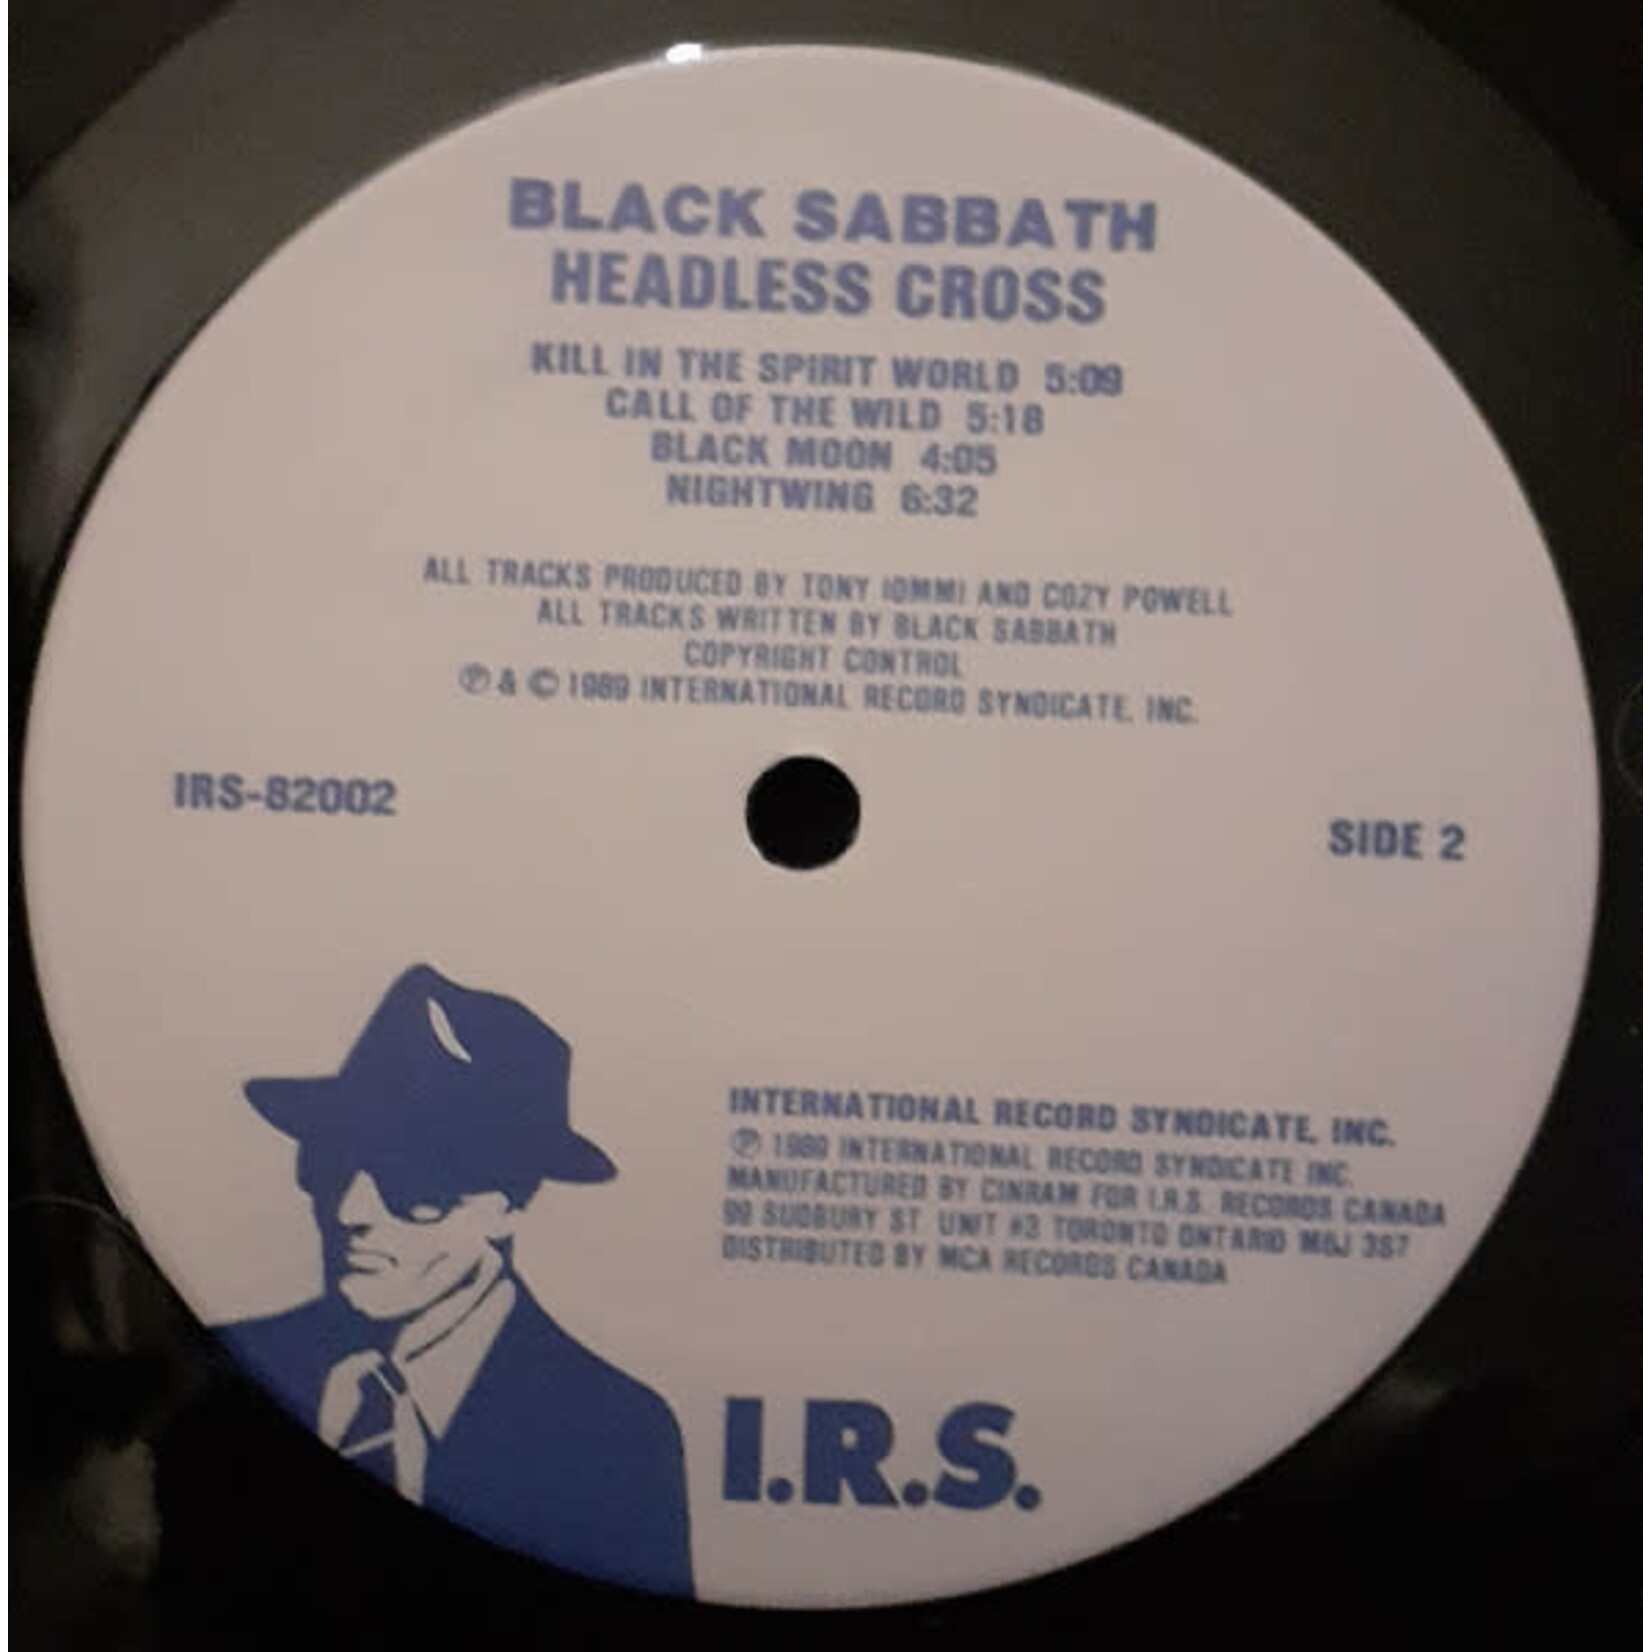 BLACK SABBATH
HEADLESS CROSS
KILL IN THE SPIRIT WORLD 5:09
CALL OF THE WILD 5:18
BLACK MOON 4:05
NIGHTWING 6:32
ALL TRACKS PRODUCED BY TONY IOMMI AND COZY POWELL
ALL TRACKS WRITTEN BY BLACK SABBATH
COPYRIGHT CONTROL
℗ & © 1989 INTERNATIONAL RECORD SYNDICATE, INC.
IRS-82002
SIDE 2
INTERNATIONAL RECORD SYNDICATE, INC.
℗ 1989 INTERNATIONAL RECORD SYNDICATE INC.
MANUFACTURED BY CINRAM FOR I.R.S. RECORDS CANADA
99 SUDBURY ST. UNIT #3 TORONTO ONTARIO M6J 3S7
DISTRIBUTED BY MCA RECORDS CANADA
I.R.S.